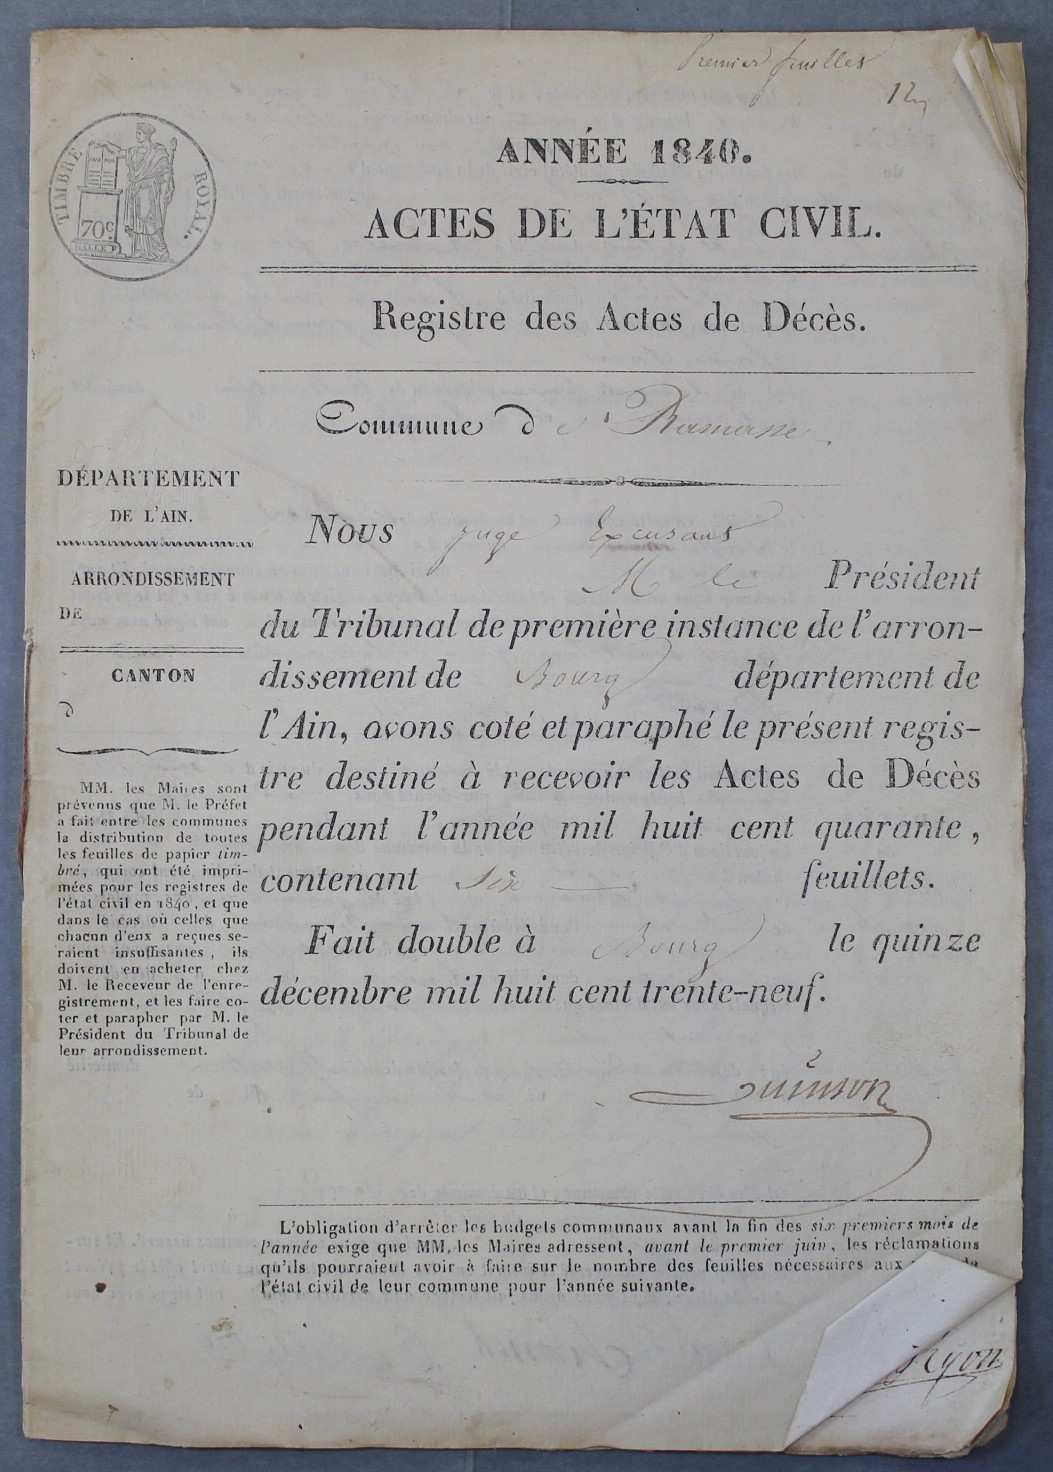 Premier feuillet
TIMBRE ROYAL.
70c
ANNÉE 1840.
ACTES DE L'ÉTAT CIVIL.
Registre des Actes de Décès.
Commune de Ramasse
DÉPARTEMENT
DE L'AIN.
ARRONDISSEMENT
DE
CANTON
d
MM. les Maires sont
prévenus que M. le Préfet
a fait entre les communes
la distribution de toutes
les feuilles de papier tim-
bré, qui ont été impri-
mées pour les registres de
l'état civil en 1840, et que
dans le cas où celles que
chacun d'eux a reçues se-
raient insuffisantes, ils
doivent en acheter chez
M. le Receveur de l'enre-
gistrement, et les faire co-
ter et parapher par M. le
Président du Tribunal de
leur arrondissement.
Nous juge Excusant
M le Président
du Tribunal de première instance de l'arron-
dissement de Bourg département de
l'Ain, avons coté et paraphé le présent regis-
tre destiné à recevoir les Actes de Décès
pendant l'année mil huit cent quarante,
contenant Six feuillets.
Fait double à Bourg le quinze
décembre mil huit cent trente-neuf.
L'obligation d'arrêter les budgets communaux avant la fin des six premiers mois de
l'année exige que MM. les Maires adressent, avant le premier juin, les réclamations
qu'ils pourraient avoir à faire sur le nombre des feuilles nécessaires aux
l'état civil de leur commune pour l'année suivante.